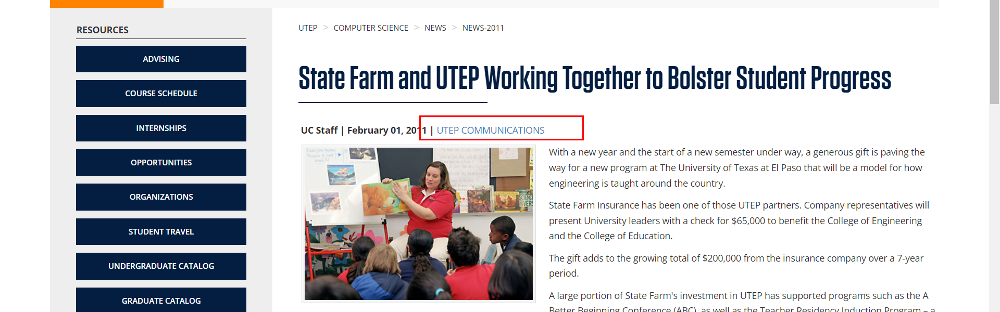 RESOURCES
ADVISING
COURSE SCHEDULE
INTERNSHIPS
OPPORTUNITIES
ORGANIZATIONS
STUDENT TRAVEL
UNDERGRADUATE CATALOG
GRADUATE CATALOG
UTEP > COMPUTER SCIENCE > NEWS > NEWS-2011
State Farm and UTEP Working Together to Bolster Student Progress
UC Staff | February 01, 2011 | UTEP COMMUNICATIONS
With a new year and the start of a new semester under way, a generous gift is paving the
way for a new program at The University of Texas at El Paso that will be a model for how
engineering is taught around the country.
State Farm Insurance has been one of those UTEP partners. Company representatives will
present University leaders with a check for $65,000 to benefit the College of Engineering
and the College of Education.
The gift adds to the growing total of $200,000 from the insurance company over a 7-year
period.
A large portion of State Farm's investment in UTEP has supported programs such as the A
Better Beginning Conference (ABC), as well as the Teacher Residency Induction Program – a